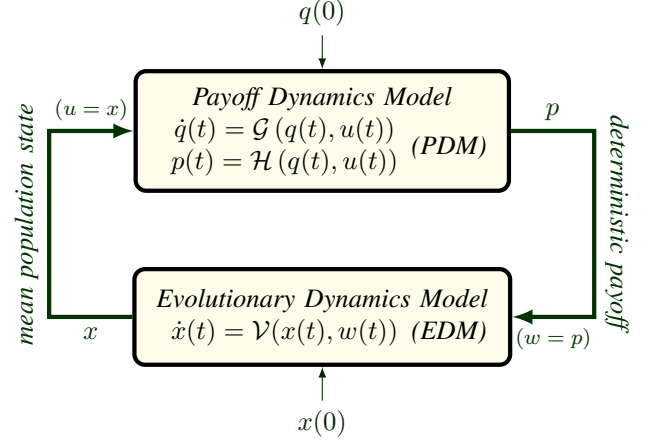 q(0)
Payoff Dynamics Model
q̇(t) = 𝒢 (q(t), u(t))
p(t) = ℋ (q(t), u(t))
(PDM)
(u = x)
p
mean population state
deterministic payoff
Evolutionary Dynamics Model
ẋ(t) = 𝒱(x(t), w(t)) (EDM)
x
(w = p)
x(0)